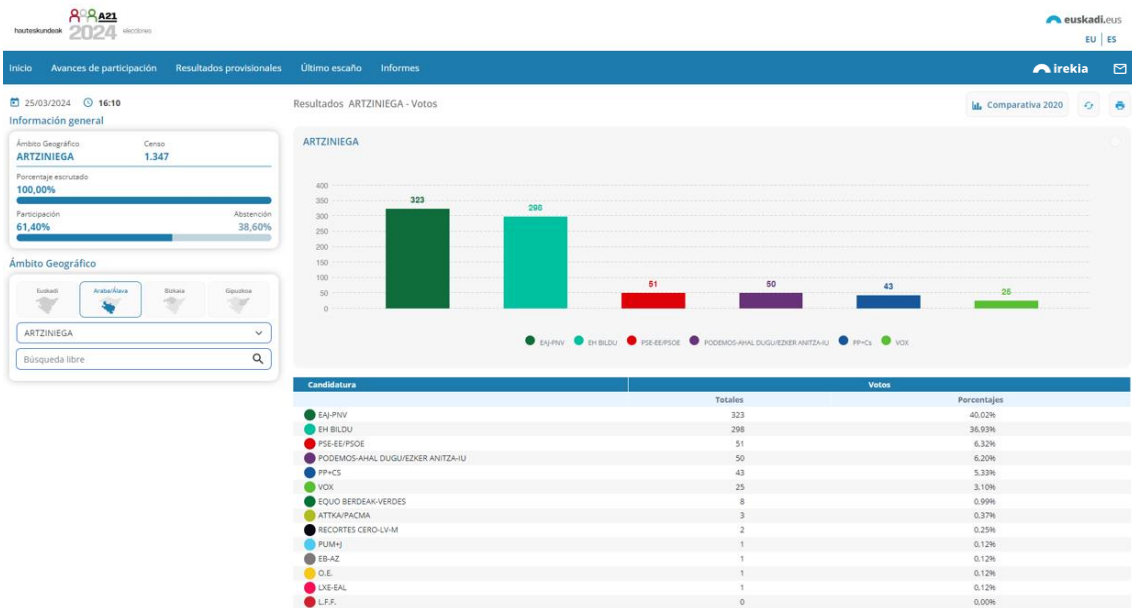 A21
hauteskundeak 2024 elecciones
euskadi.eus
EU | ES
Inicio Avances de participación Resultados provisionales Último escaño Informes
irekia
25/03/2024 16:10
Información general
Ámbito Geográfico Censo
ARTZINIEGA 1.347
Porcentaje escrutado
100,00%
Participación Abstención
61,40% 38,60%
Ámbito Geográfico
Euskadi Araba/Álava Bizkaia Gipuzkoa
ARTZINIEGA
Búsqueda libre
Resultados ARTZINIEGA - Votos
Comparativa 2020
ARTZINIEGA
400
350
300
250
200
150
100
50
0
323 298 51 50 43 25
EAJ-PNV EH BILDU PSE-EE/PSOE PODEMOS-AHAL DUGU/EZKER ANITZA-IU PP+Cs VOX
Candidatura Votos
Totales Porcentajes
EAJ-PNV 323 40.02%
EH BILDU 298 36,93%
PSE-EE/PSOE 51 6,32%
PODEMOS-AHAL DUGU/EZKER ANITZA-IU 50 6,20%
PP+CS 43 5,33%
VOX 25 3,10%
EQUO BERDEAK-VERDES 8 0,99%
ATTKA/PACMA 3 0,37%
RECORTES CERO-LV-M 2 0,25%
PUM+J 1 0,12%
EB-AZ 1 0,12%
O.E. 1 0,12%
LXE-EAL 1 0,12%
L.F.F. 0 0,00%